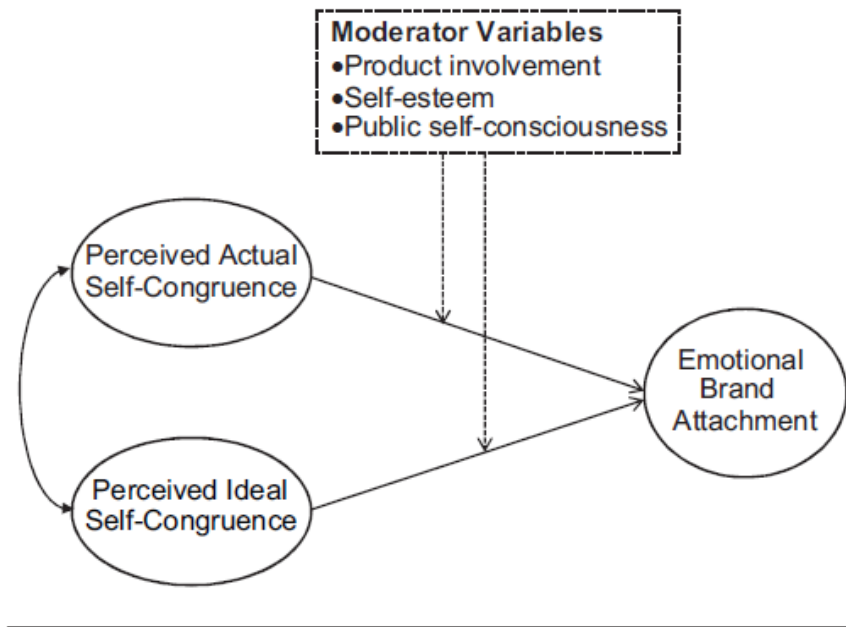 Moderator Variables
•Product involvement
•Self-esteem
•Public self-consciousness
Perceived Actual
Self-Congruence
Emotional
Brand
Attachment
Perceived Ideal
Self-Congruence